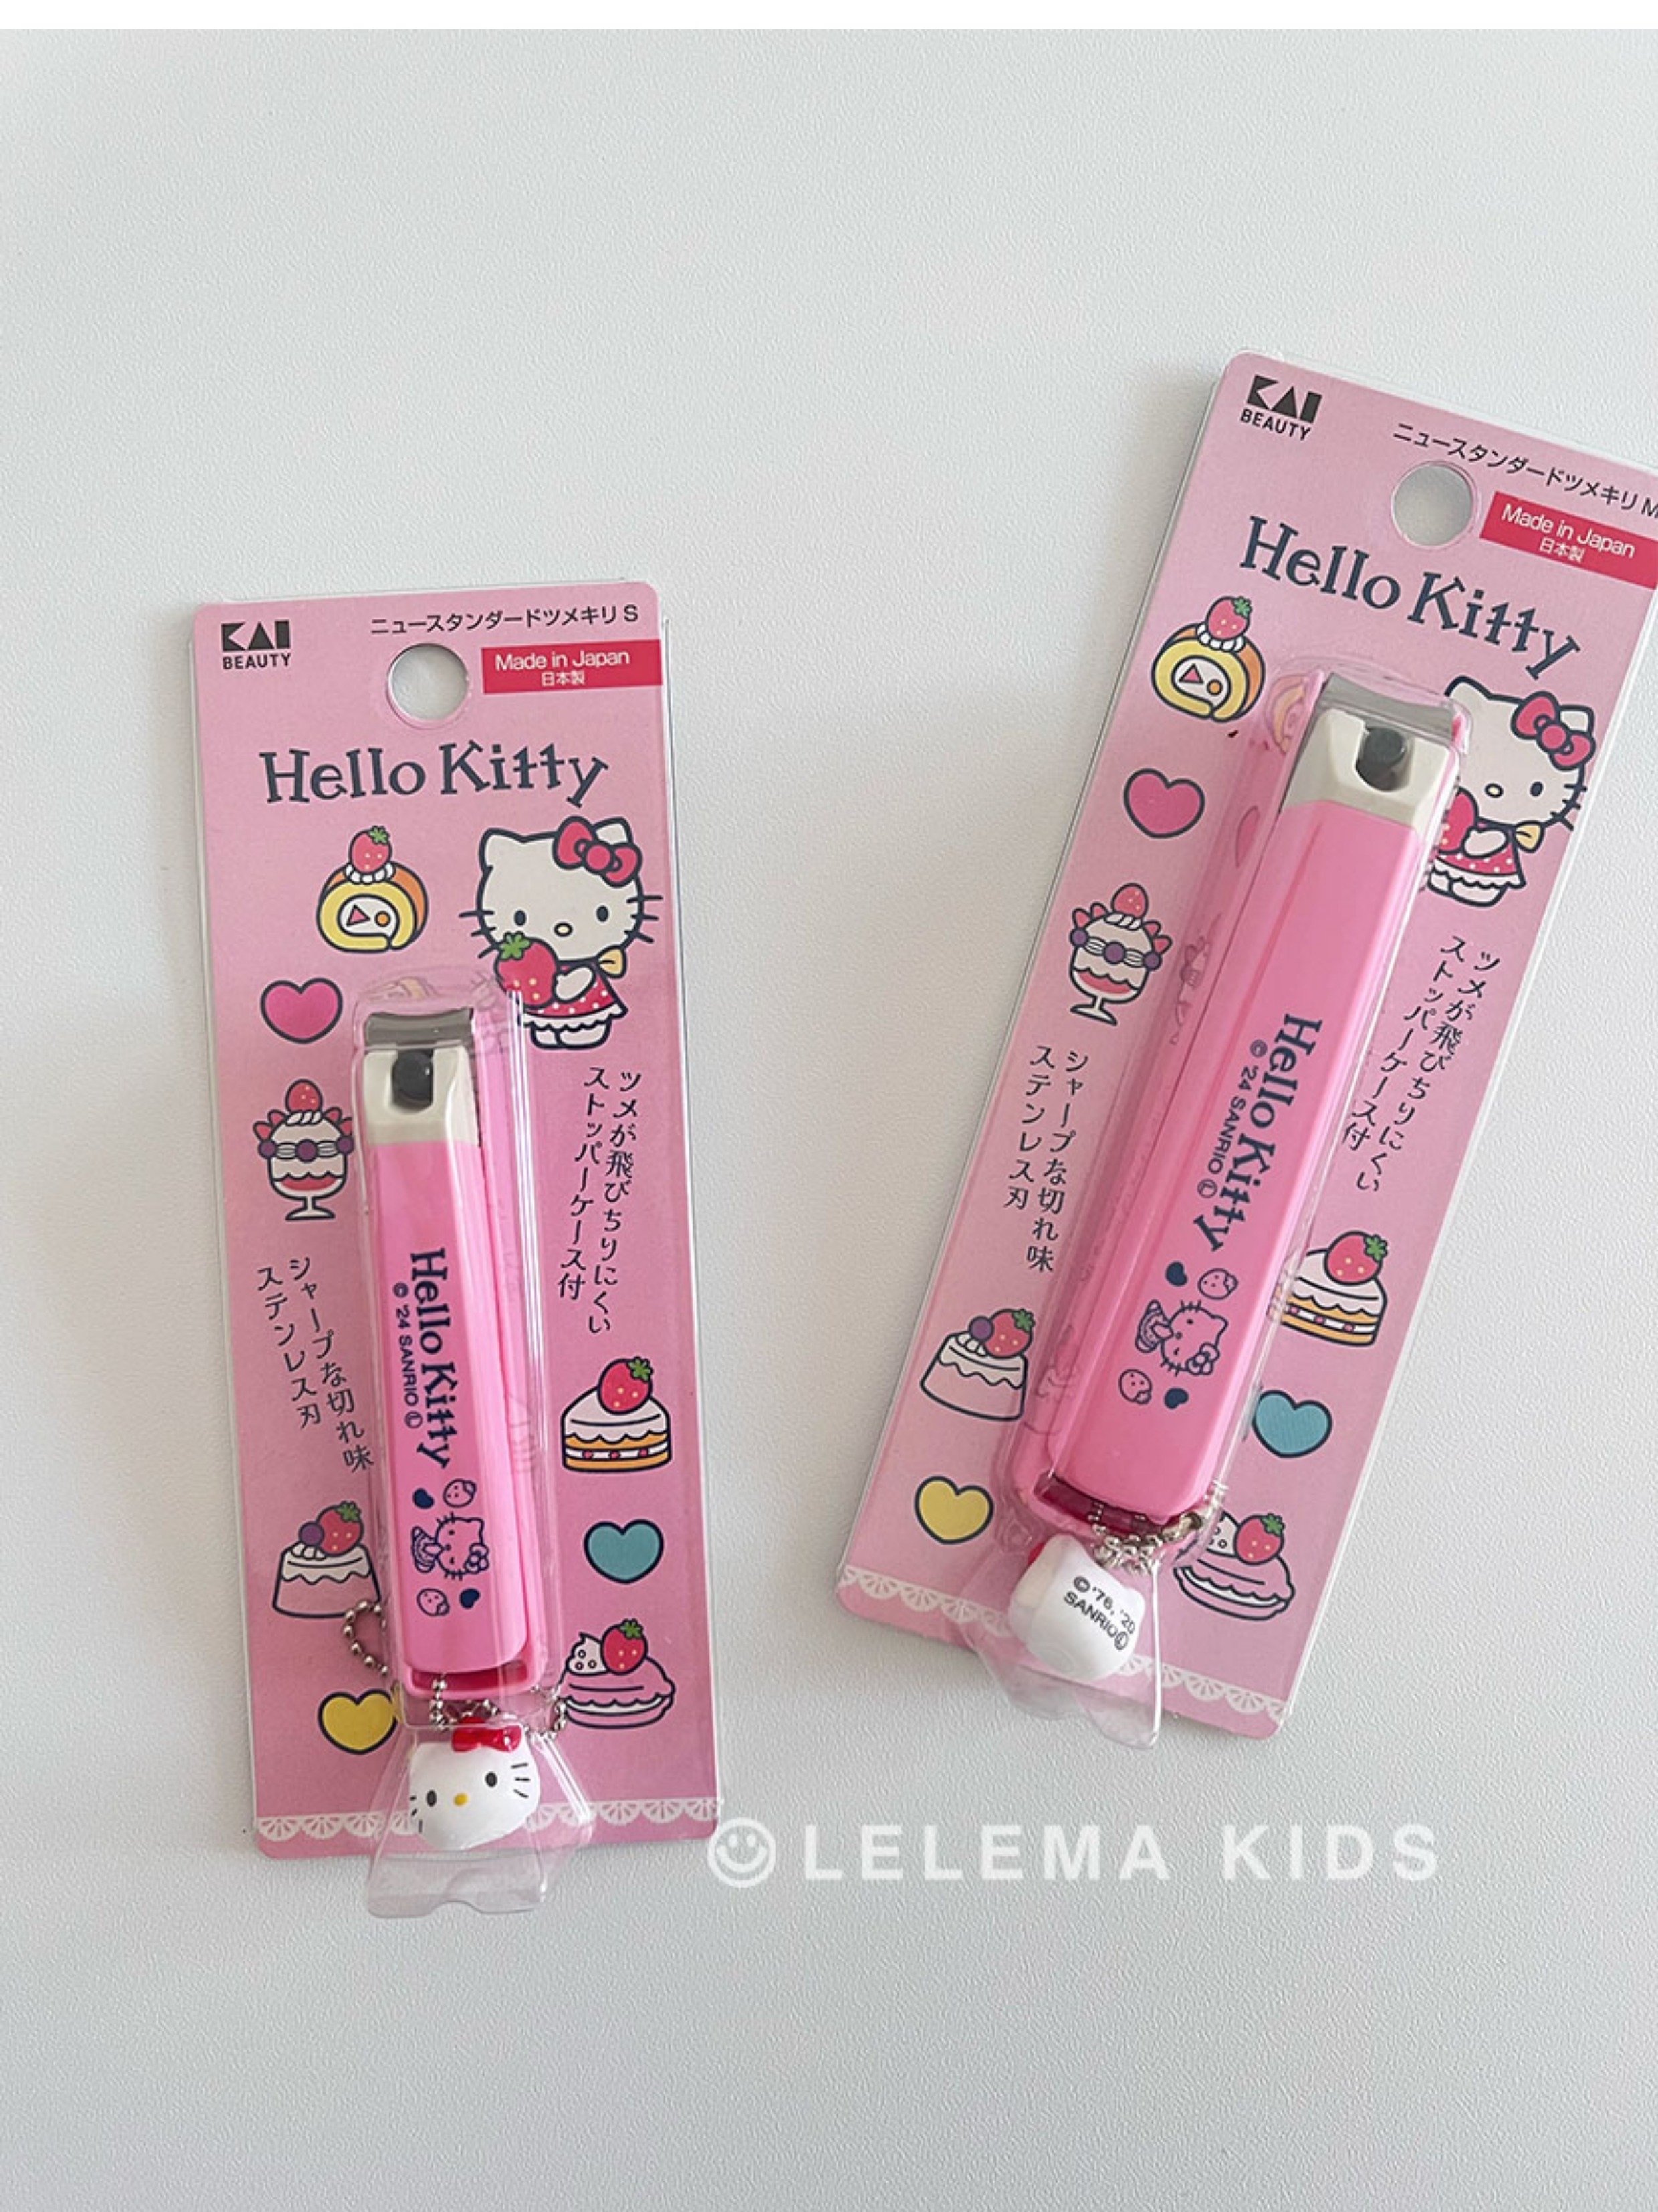 KAI
BEAUTY
ニュースタンダードツメキリ S
Made in Japan
日本製
Hello Kitty
ツメが飛びちりにくい
ストッパーケース付
シャープな切れ味
ステンレス刃
Hello Kitty
© '24 SANRIO Ⓛ
KAI
BEAUTY
ニュースタンダードツメキリ M
Made in Japan
日本製
Hello Kitty
ツメが飛びちりにくい
ストッパーケース付
シャープな切れ味
ステンレス刃
Hello Kitty
© '24 SANRIO Ⓛ
© '76, '20
SANRIO Ⓛ
LELEMA KIDS